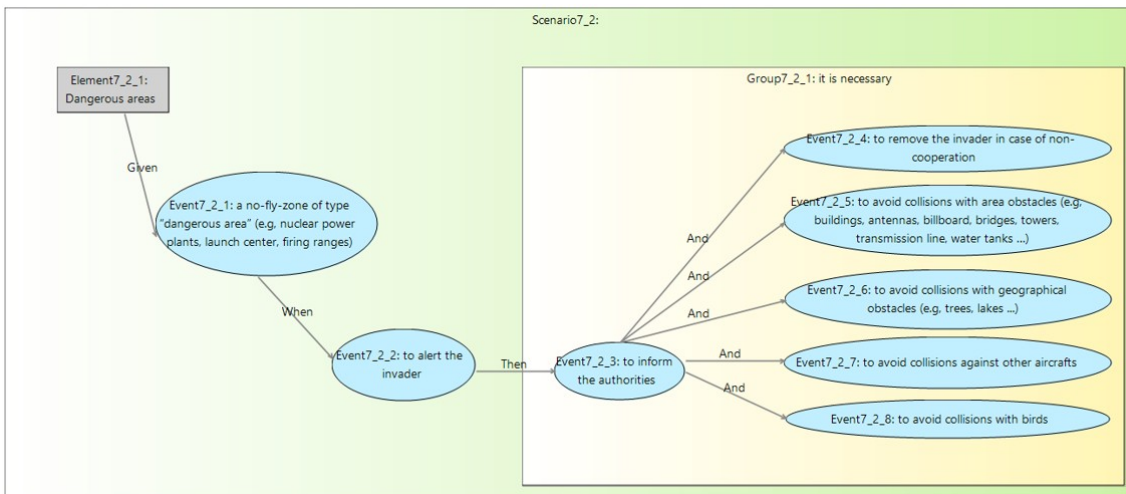 Scenario7_2:
Element7_2_1:
Dangerous areas
Given
Event7_2_1: a no-fly-zone of type
"dangerous area" (e.g, nuclear power
plants, launch center, firing ranges)
When
Event7_2_2: to alert the
invader
Then
Group7_2_1: it is necessary
Event7_2_3: to inform
the authorities
And
Event7_2_4: to remove the invader in case of non-
cooperation
And
Event7_2_5: to avoid collisions with area obstacles (e.g,
buildings, antennas, billboard, bridges, towers,
transmission line, water tanks ...)
And
Event7_2_6: to avoid collisions with geographical
obstacles (e.g, trees, lakes ...)
And
Event7_2_7: to avoid collisions against other aircrafts
And
Event7_2_8: to avoid collisions with birds